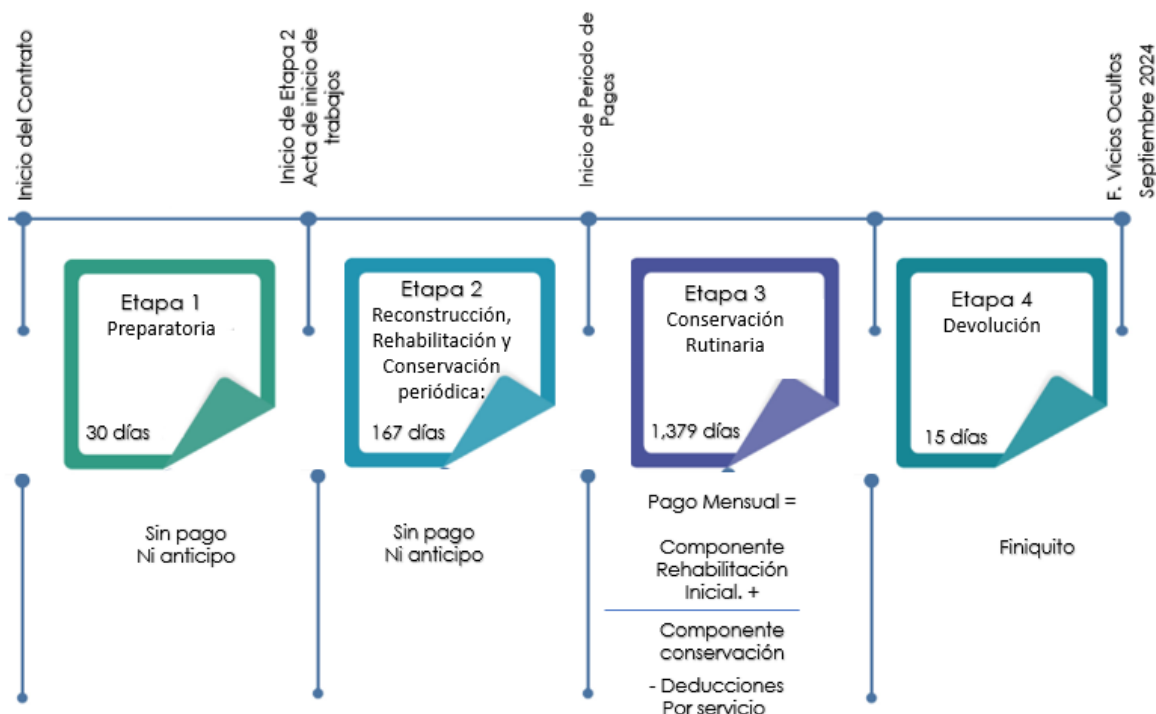 Inicio del Contrato
Inicio de Etapa 2
Acta de inicio de
trabajos
Inicio de Periodo de
Pagos
F. Vicios Ocultos
Septiembre 2024
Etapa 1
Preparatoria
30 días
Etapa 2
Reconstrucción,
Rehabilitación y
Conservación
periódica:
167 días
Etapa 3
Conservación
Rutinaria
1,379 días
Etapa 4
Devolución
15 días
Sin pago
Ni anticipo
Sin pago
Ni anticipo
Pago Mensual =
Componente
Rehabilitación
Inicial. +
Componente
conservación
- Deducciones
Por servicio
Finiquito